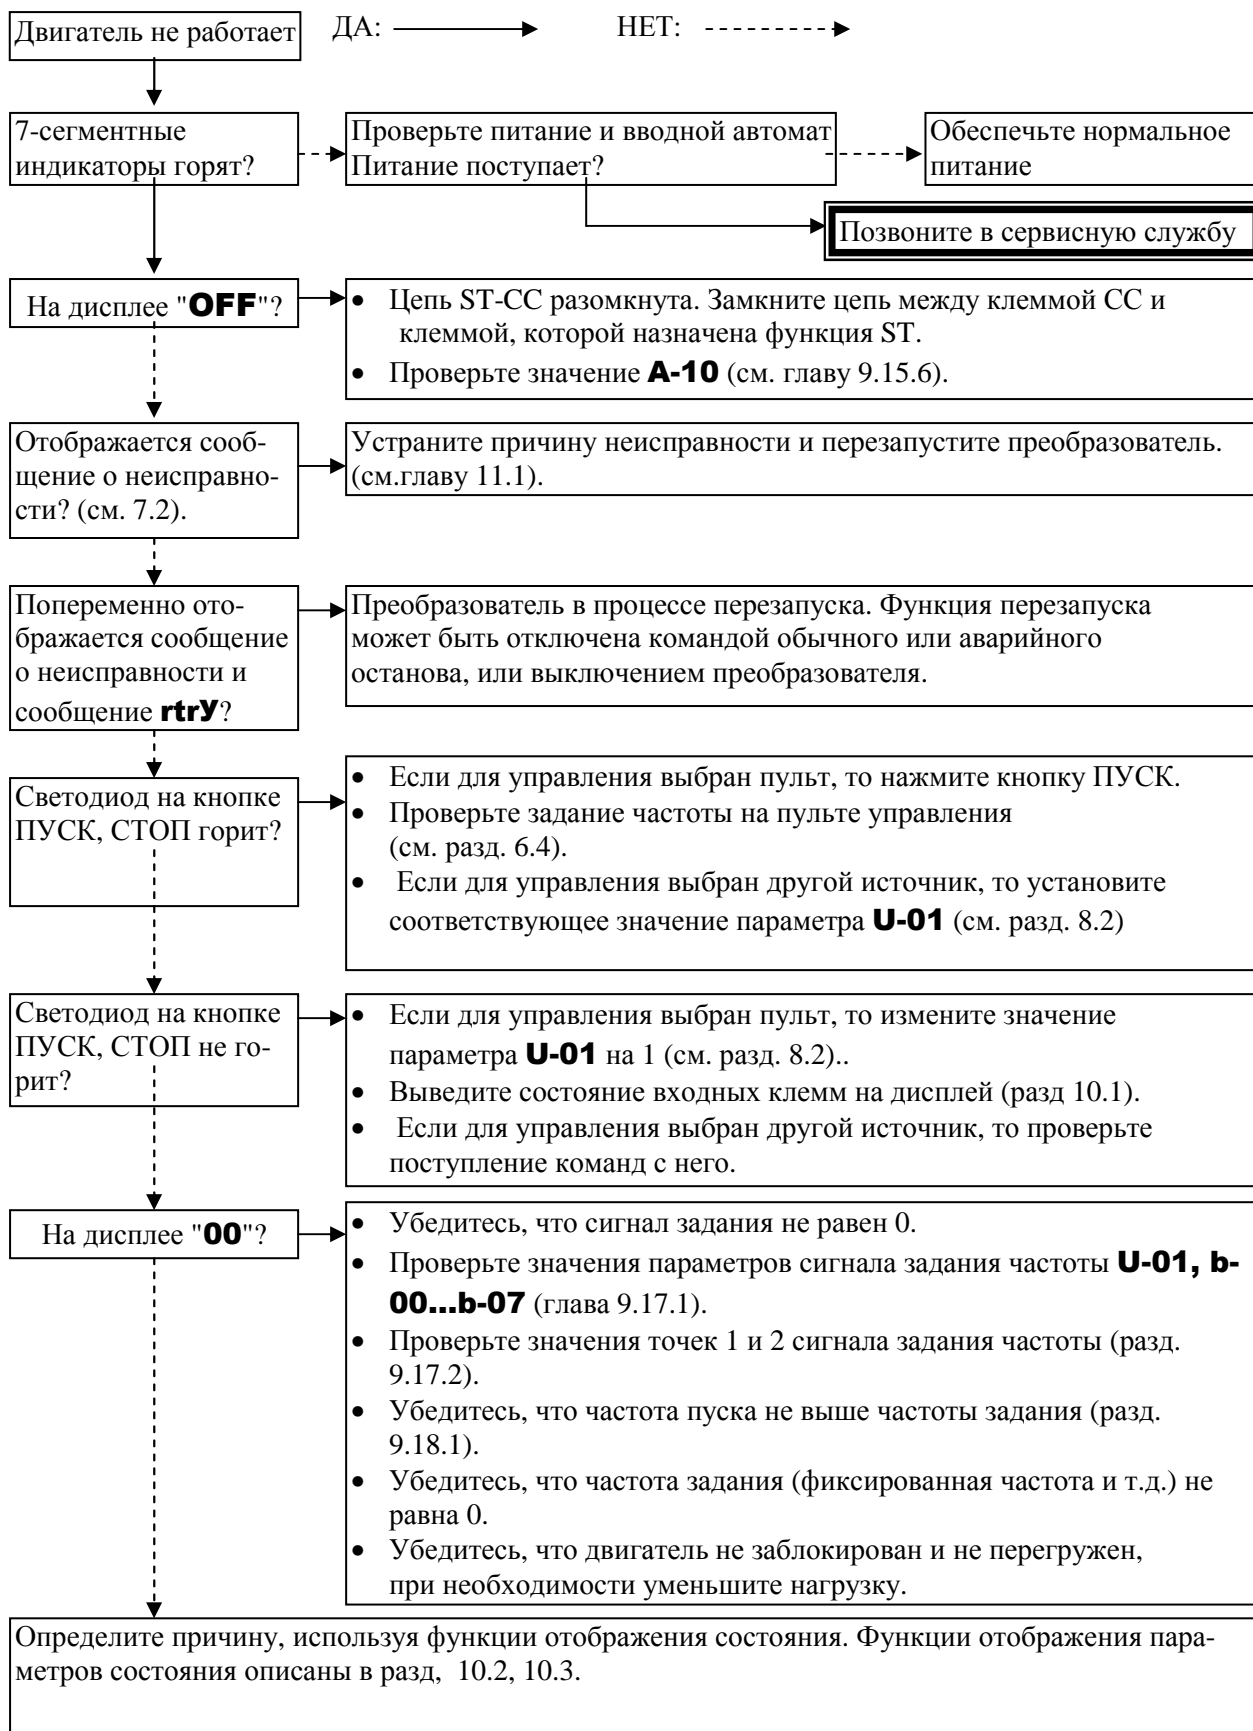 Двигатель не работает
ДА:
НЕТ:
7-сегментные
индикаторы горят?
Проверьте питание и вводной автомат
Питание поступает?
Обеспечьте нормальное
питание
Позвоните в сервисную службу
На дисплее "OFF"?
• Цепь ST-CC разомкнута. Замкните цепь между клеммой CC и
клеммой, которой назначена функция ST.
• Проверьте значение A-10 (см. главу 9.15.6).
Отображается сооб-
щение о неисправно-
сти? (см. 7.2).
Устраните причину неисправности и перезапустите преобразователь.
(см.главу 11.1).
Попеременно ото-
бражается сообщение
о неисправности и
сообщение rtrY?
Преобразователь в процессе перезапуска. Функция перезапуска
может быть отключена командой обычного или аварийного
останова, или выключением преобразователя.
Светодиод на кнопке
ПУСК, СТОП горит?
• Если для управления выбран пульт, то нажмите кнопку ПУСК.
• Проверьте задание частоты на пульте управления
(см. разд. 6.4).
• Если для управления выбран другой источник, то установите
соответствующее значение параметра U-01 (см. разд. 8.2)
Светодиод на кнопке
ПУСК, СТОП не го-
рит?
• Если для управления выбран пульт, то измените значение
параметра U-01 на 1 (см. разд. 8.2)..
• Выведите состояние входных клемм на дисплей (разд 10.1).
• Если для управления выбран другой источник, то проверьте
поступление команд с него.
На дисплее "00"?
• Убедитесь, что сигнал задания не равен 0.
• Проверьте значения параметров сигнала задания частоты U-01, b-
00...b-07 (глава 9.17.1).
• Проверьте значения точек 1 и 2 сигнала задания частоты (разд.
9.17.2).
• Убедитесь, что частота пуска не выше частоты задания (разд.
9.18.1).
• Убедитесь, что частота задания (фиксированная частота и т.д.) не
равна 0.
• Убедитесь, что двигатель не заблокирован и не перегружен,
при необходимости уменьшите нагрузку.
Определите причину, используя функции отображения состояния. Функции отображения пара-
метров состояния описаны в разд, 10.2, 10.3.